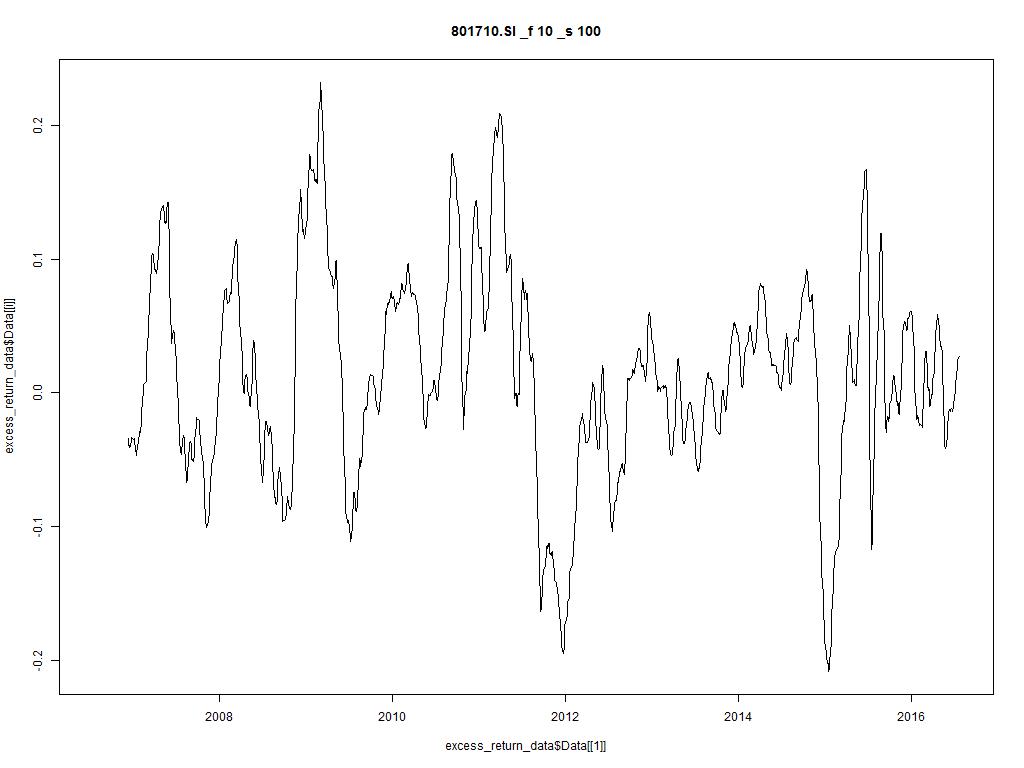 801710.SI _f 10 _s 100
excess_return_data$Data[[i]]
0.2
0.1
0.0
-0.1
-0.2
2008 2010 2012 2014 2016
excess_return_data$Data[[1]]